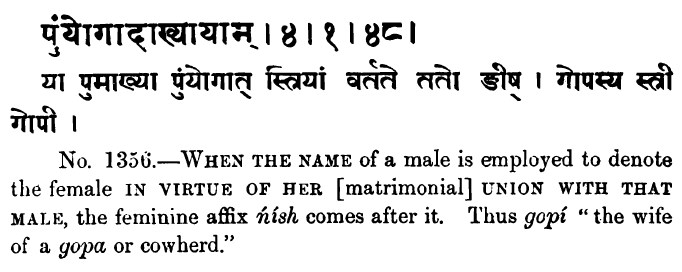 पुंयोगादाख्यायाम् । ४ । १ । ४८ ।
या पुमाख्या पुंयोगात् स्त्रियां वर्तते ततो ङीष् । गोपस्य स्त्री
गोपी ।
No. 1356.—WHEN THE NAME of a male is employed to denote
the female IN VIRTUE OF HER [matrimonial] UNION WITH THAT
MALE, the feminine affix ńísh comes after it. Thus gopí “the wife
of a gopa or cowherd.”